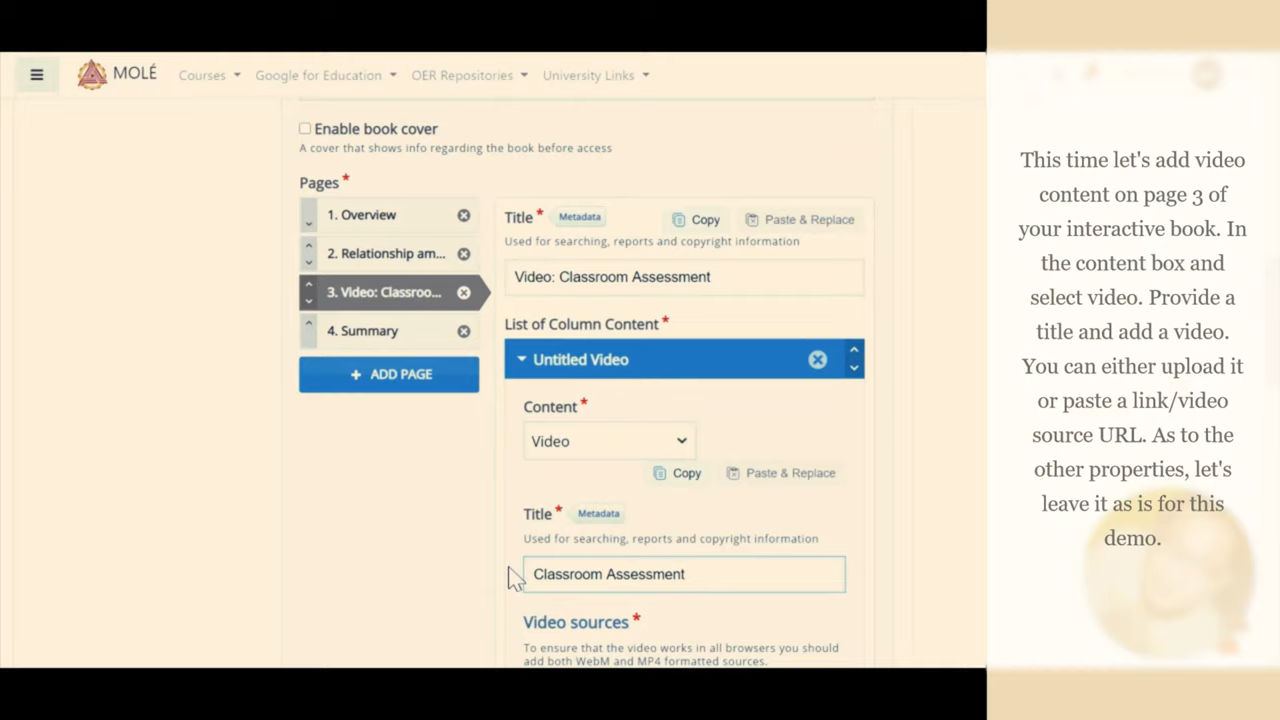 MOLÉ
Courses
Google for Education
OER Repositories
University Links
Enable book cover
A cover that shows info regarding the book before access
Pages*
1. Overview
2. Relationship am...
3. Video: Classroo...
4. Summary
+ ADD PAGE
Title* Metadata
Copy
Paste & Replace
Used for searching, reports and copyright information
Video: Classroom Assessment
List of Column Content*
Untitled Video
Content*
Video
Copy
Paste & Replace
Title* Metadata
Used for searching, reports and copyright information
Classroom Assessment
Video sources*
To ensure that the video works in all browsers you should
add both WebM and MP4 formatted sources.
This time let's add video
content on page 3 of
your interactive book. In
the content box and
select video. Provide a
title and add a video.
You can either upload it
or paste a link/video
source URL. As to the
other properties, let's
leave it as is for this
demo.